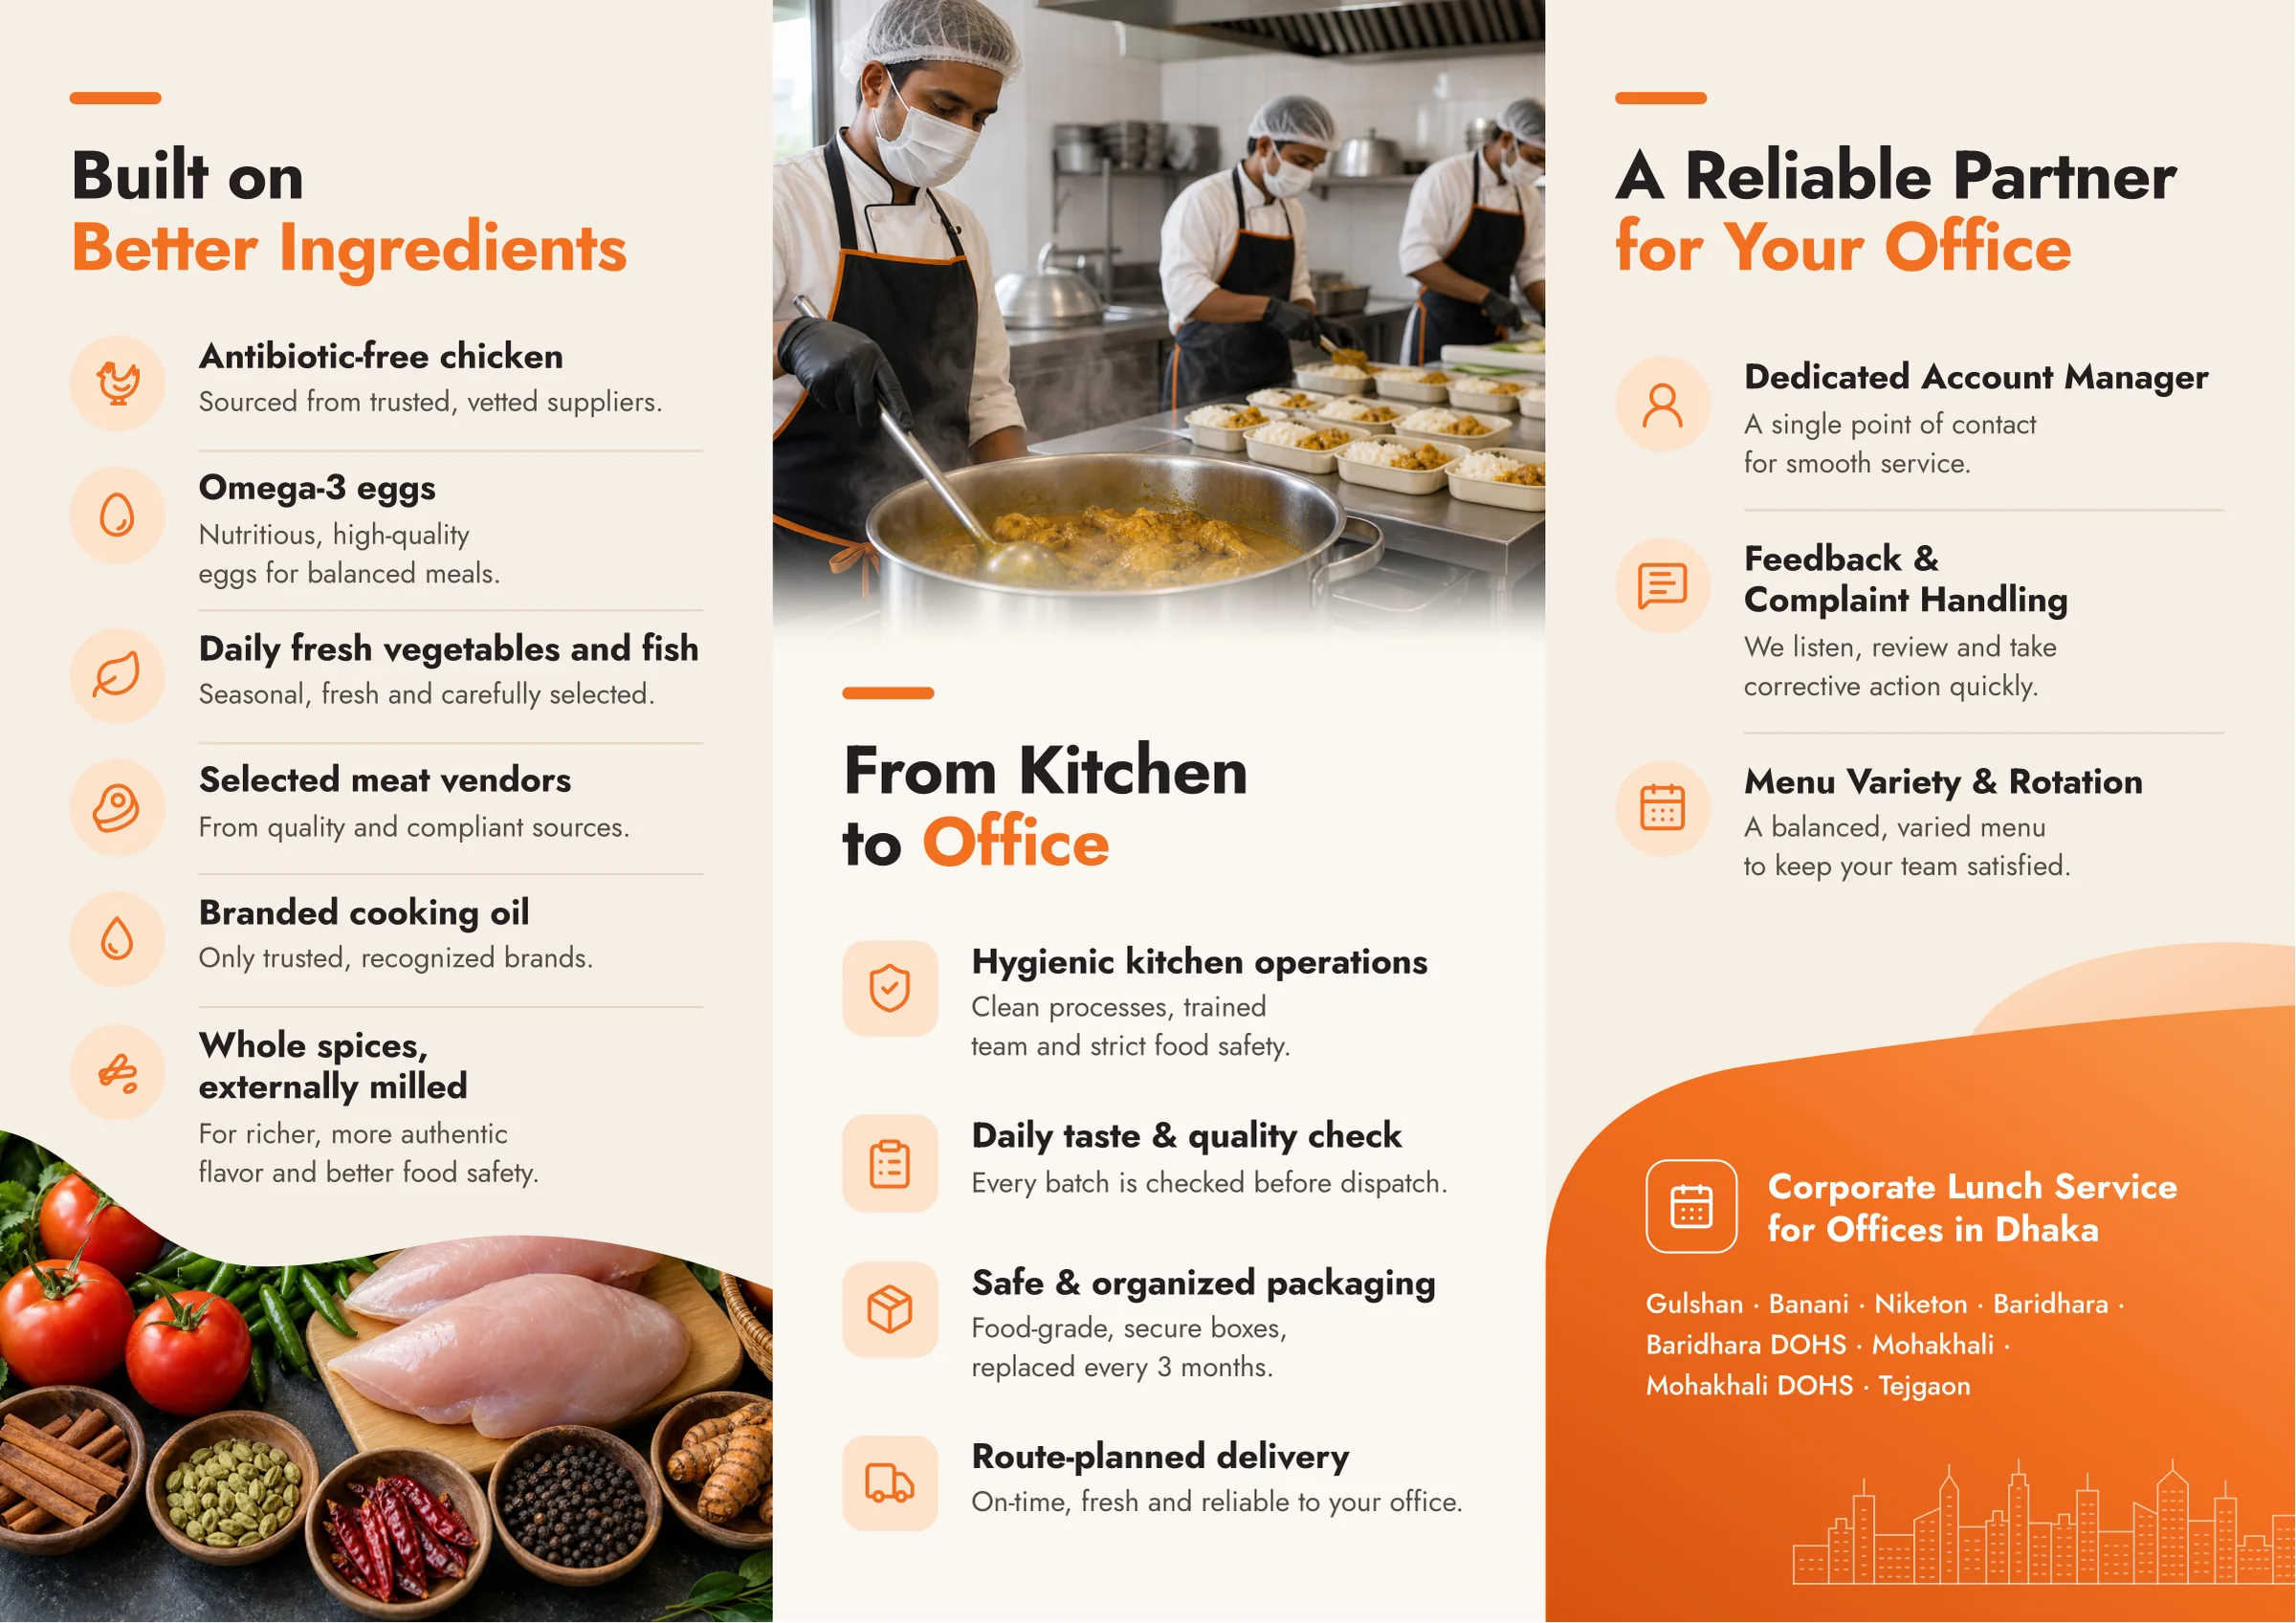 Built on
Better Ingredients
Antibiotic-free chicken
Sourced from trusted, vetted suppliers.
Omega-3 eggs
Nutritious, high-quality
eggs for balanced meals.
Daily fresh vegetables and fish
Seasonal, fresh and carefully selected.
Selected meat vendors
From quality and compliant sources.
Branded cooking oil
Only trusted, recognized brands.
Whole spices,
externally milled
For richer, more authentic
flavor and better food safety.
From Kitchen
to Office
Hygienic kitchen operations
Clean processes, trained
team and strict food safety.
Daily taste & quality check
Every batch is checked before dispatch.
Safe & organized packaging
Food-grade, secure boxes,
replaced every 3 months.
Route-planned delivery
On-time, fresh and reliable to your office.
A Reliable Partner
for Your Office
Dedicated Account Manager
A single point of contact
for smooth service.
Feedback &
Complaint Handling
We listen, review and take
corrective action quickly.
Menu Variety & Rotation
A balanced, varied menu
to keep your team satisfied.
Corporate Lunch Service
for Offices in Dhaka
Gulshan · Banani · Niketon · Baridhara ·
Baridhara DOHS · Mohakhali ·
Mohakhali DOHS · Tejgaon